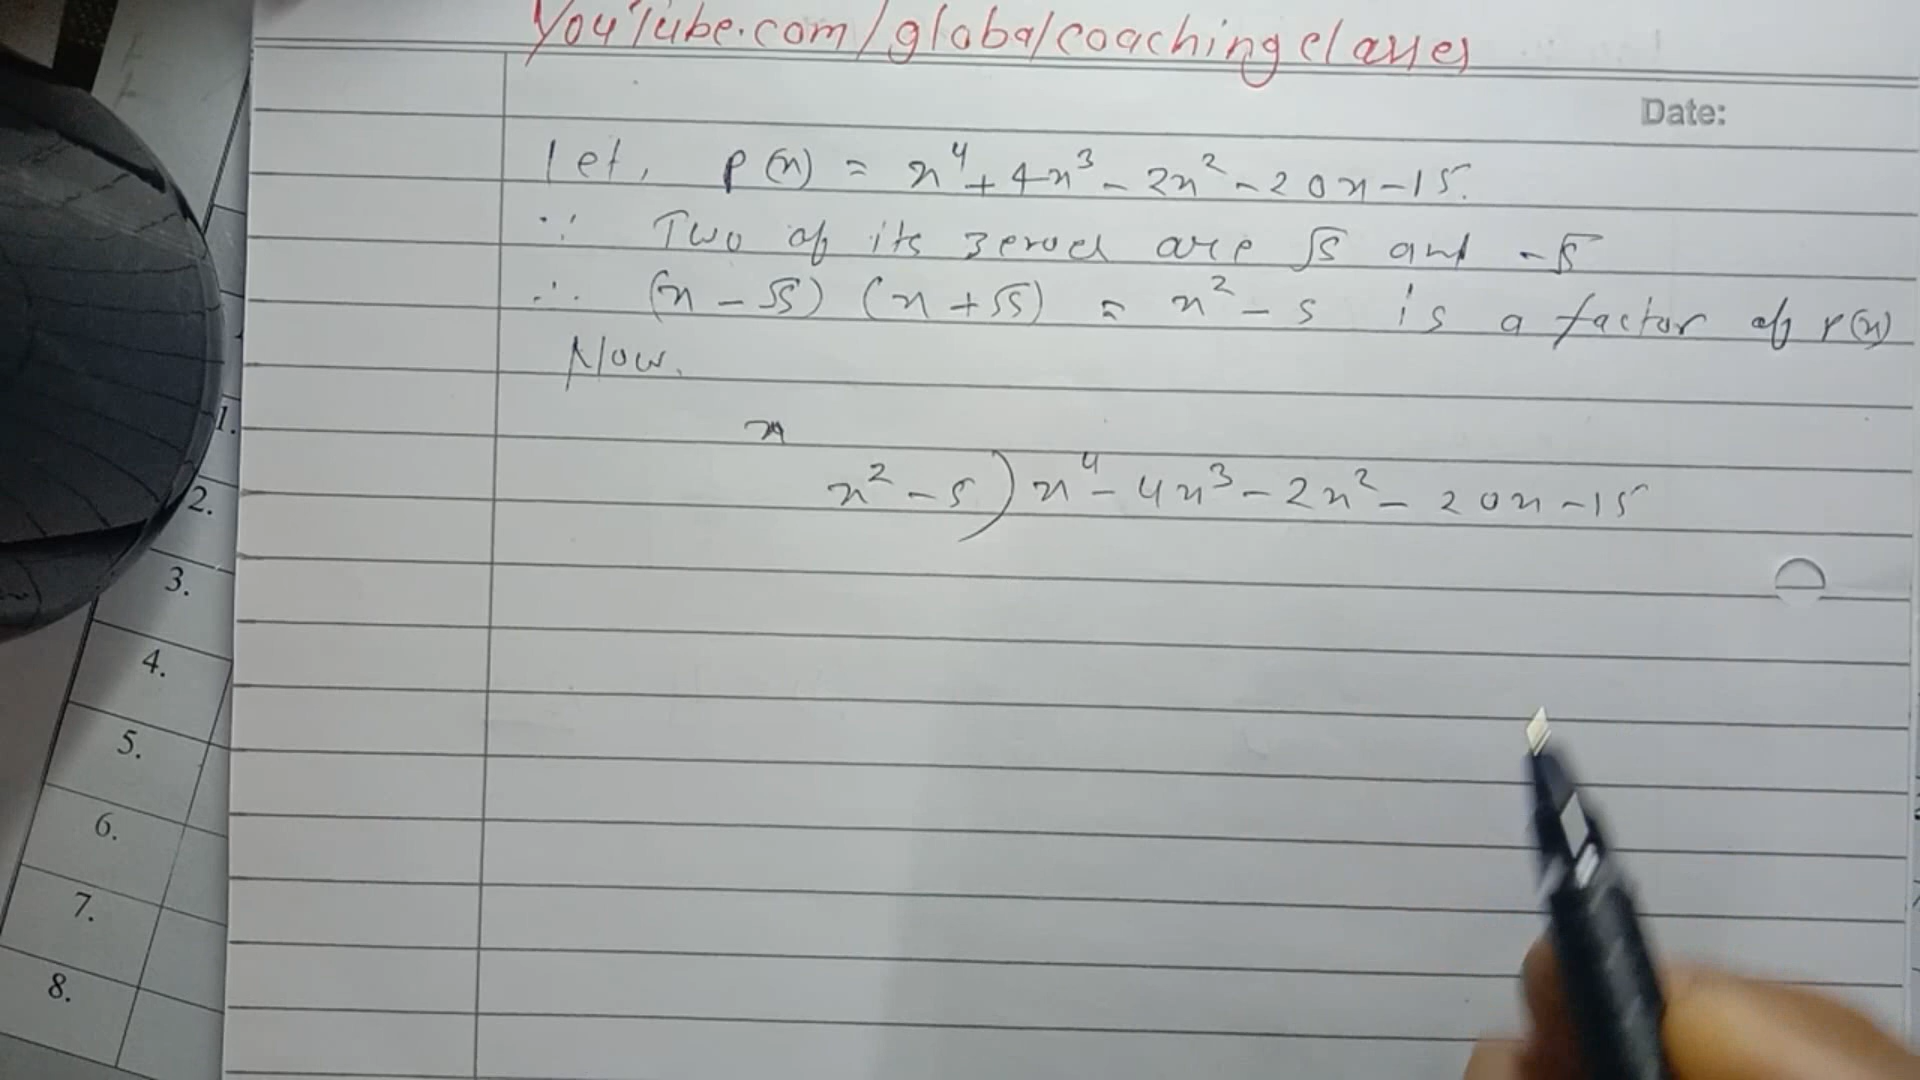 YouTube.com/globalcoachingclasses
Date:
Let, p(x) = x⁴ + 4x³ - 2x² - 20x - 15.
∵ Two of its zeroes are √5 and -√5
∴ (x - √5) (x + √5) = x² - 5 is a factor of P(x)
Now,
x² - 5 ) x⁴ - 4x³ - 2x² - 20x - 15
1.
2.
3.
4.
5.
6.
7.
8.